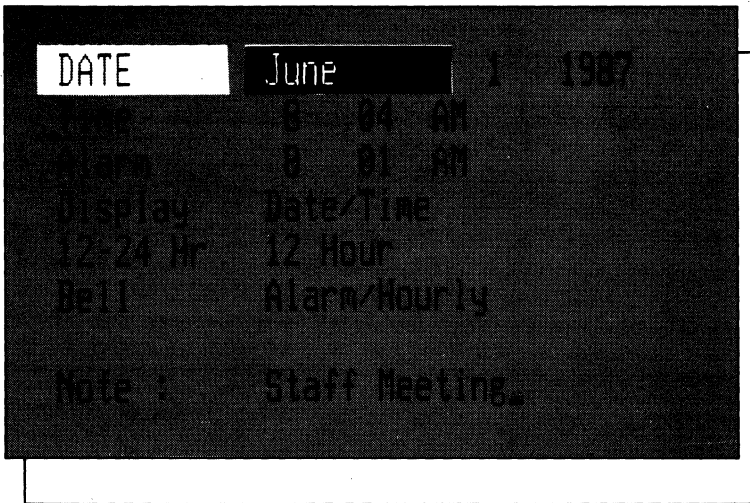 DATE June 1 1987
Time 8 04 AM
Alarm 8 01 AM
Display Date/Time
12-24 Hr 12 Hour
Bell Alarm/Hourly
Note : Staff Meeting_